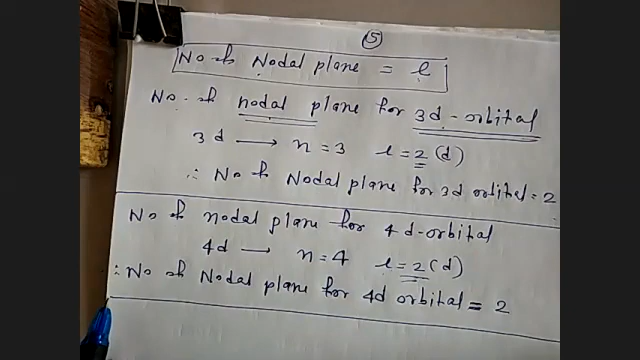 5
No of Nodal plane = l
No. of nodal plane for 3d-orbital
3d → n = 3 l = 2 (d)
∴ No of Nodal plane for 3d orbital = 2
No of nodal plane for 4d-orbital
4d → n = 4 l = 2 (d)
∴ No of Nodal plane for 4d orbital = 2